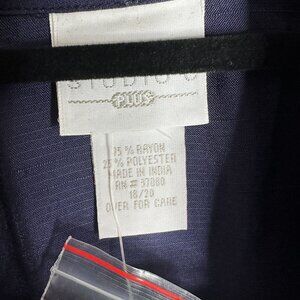 PLUS
75 % RAYON
25 % POLYESTER
MADE IN INDIA
RN # 37080
18/20
OVER FOR CARE